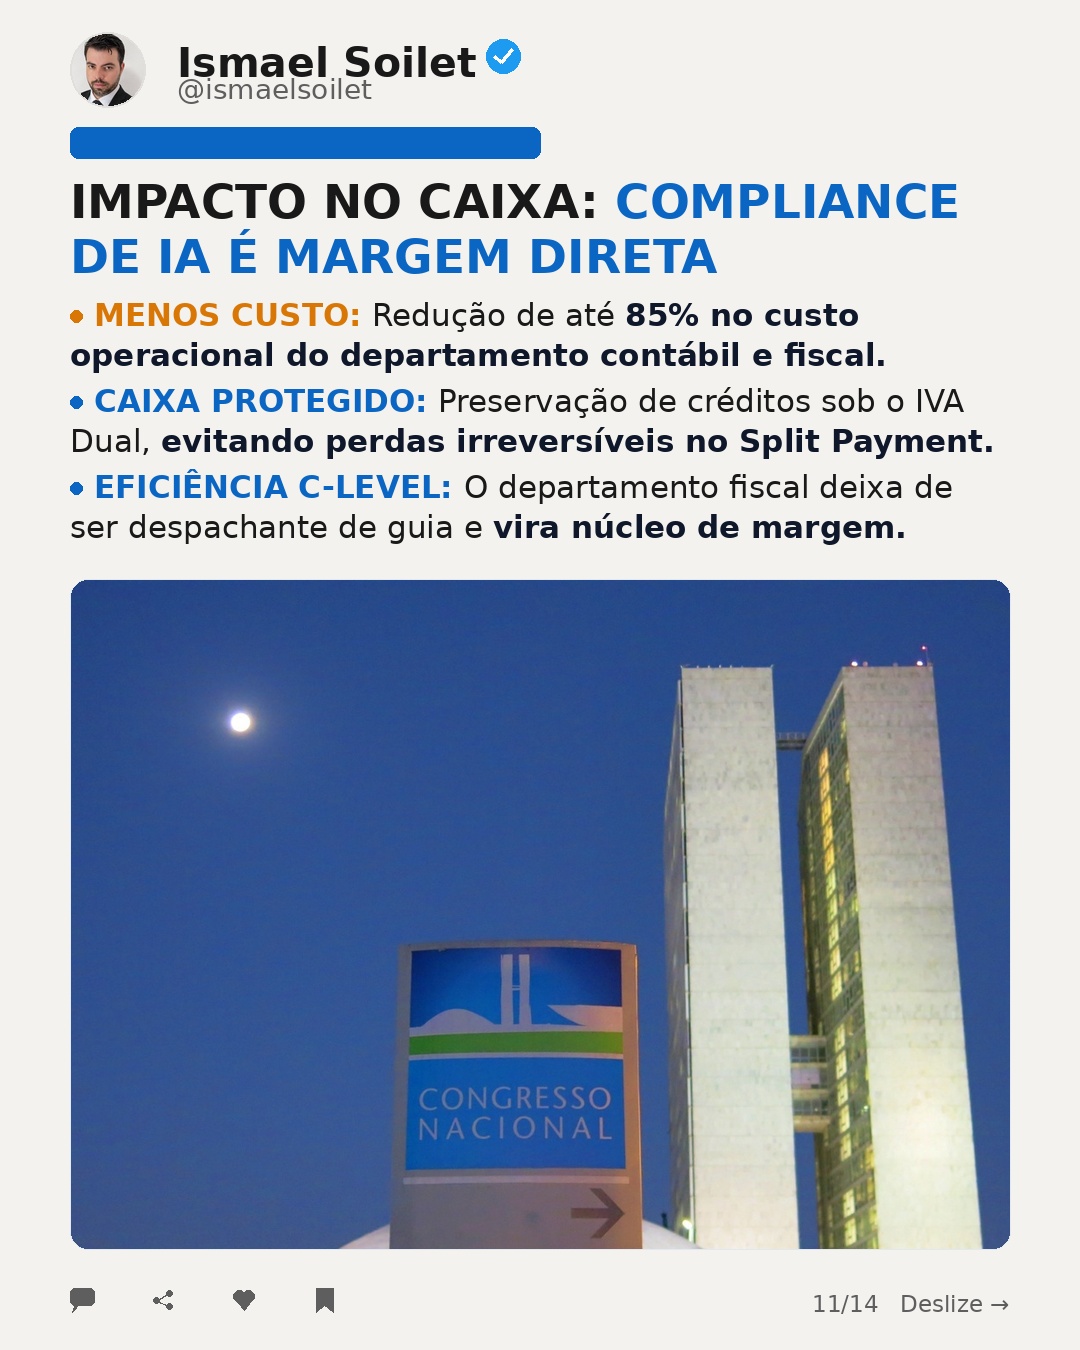 Ismael Soilet
@ismaelsoilet
IMPACTO NO CAIXA: COMPLIANCE
DE IA É MARGEM DIRETA
• MENOS CUSTO: Redução de até 85% no custo
operacional do departamento contábil e fiscal.
• CAIXA PROTEGIDO: Preservação de créditos sob o IVA
Dual, evitando perdas irreversíveis no Split Payment.
• EFICIÊNCIA C-LEVEL: O departamento fiscal deixa de
ser despachante de guia e vira núcleo de margem.
CONGRESSO
NACIONAL
11/14 Deslize →